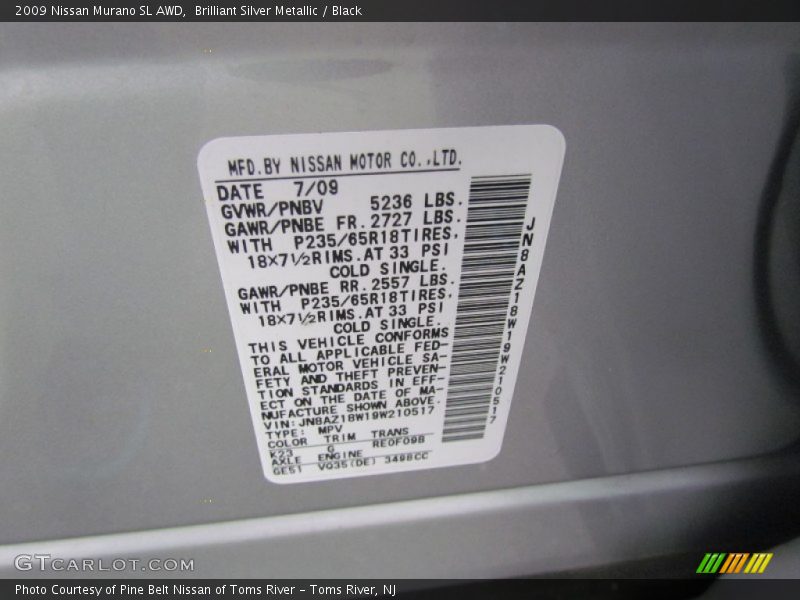 2009 Nissan Murano SL AWD,  Brilliant Silver Metallic / Black
MFD.BY NISSAN MOTOR CO.,LTD.
DATE 7/09
GVWR/PNBV 5236 LBS.
GAWR/PNBE FR. 2727 LBS.
WITH P235/65R18TIRES.
18×7½RIMS.AT 33 PSI
COLD SINGLE.
GAWR/PNBE RR. 2557 LBS.
WITH P235/65R18TIRES.
18×7½RIMS.AT 33 PSI
COLD SINGLE.
THIS VEHICLE CONFORMS
TO ALL APPLICABLE FED-
ERAL MOTOR VEHICLE SA-
FETY AND THEFT PREVEN-
TION STANDARDS IN EFF-
ECT ON THE DATE OF MA-
NUFACTURE SHOWN ABOVE.
VIN:JN8AZ18W19W210517
TYPE: MPV
COLOR TRIM TRANS
K23 G RE0F09B
AXLE ENGINE
GE51 VQ35(DE) 3498CC
JN8AZ18W19W210517
GTCARLOT.COM
Photo Courtesy of Pine Belt Nissan of Toms River – Toms River, NJ